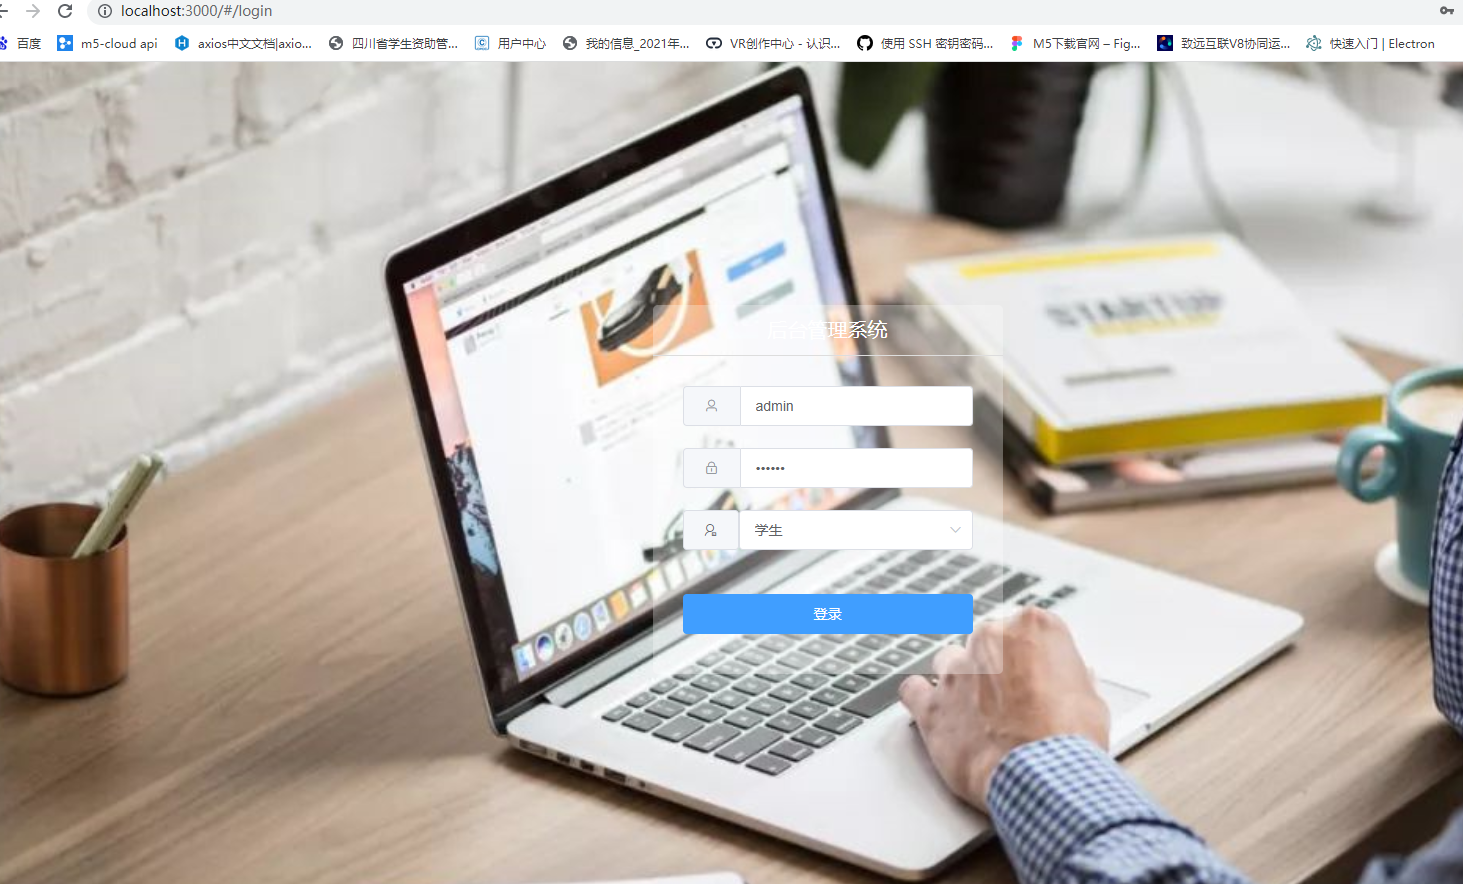 localhost:3000/#/login
百度
m5-cloud api
axios中文文档|axio...
四川省学生资助管...
用户中心
我的信息_2021年...
VR创作中心 - 认识...
使用 SSH 密钥密码...
M5下载官网 – Fig...
致远互联V8协同运...
快速入门 | Electron
STARTUP
后台管理系统
admin
••••••
学生
登录